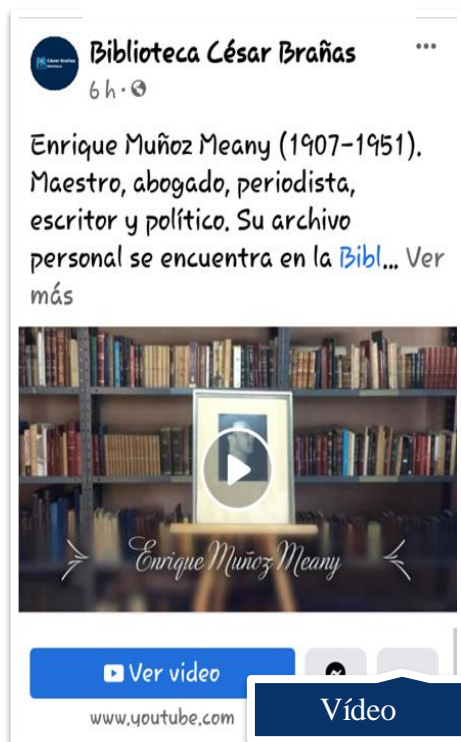 Biblioteca César Brañas
6 h
Enrique Muñoz Meany (1907-1951).
Maestro, abogado, periodista,
escritor y político. Su archivo
personal se encuentra en la Bibl... Ver
más
Enrique Muñoz Meany
Ver video
www.youtube.com
Vídeo